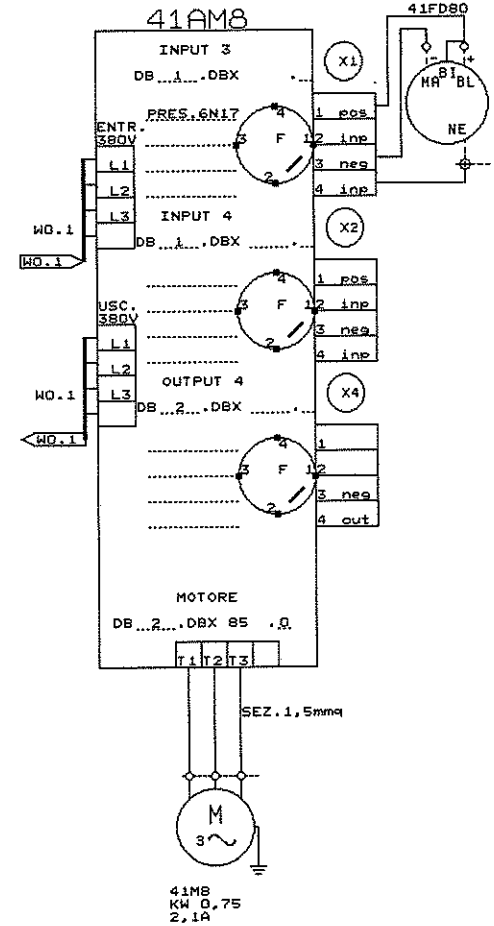 41AM8
41FD80
INPUT 3
DB 1 .DBX .
X1
- +
MA BI BL
NE
PRES.6N17
ENTR.
380V
L1
L2
L3
4
3 F 1
2
1 pos
2 inp
3 neg
4 inp
WO.1
WO.1
INPUT 4
DB 1 .DBX .
X2
4
3 F 1
2
1 pos
2 inp
3 neg
4 inp
USC.
380V
L1
L2
L3
WO.1
WO.1
OUTPUT 4
DB 2 .DBX .
X4
4
3 F 1
2
1
2
3 neg
4 out
MOTORE
DB 2 .DBX 85 .0
T1 T2 T3
SEZ.1,5mmq
M
3~
41M8
KW 0,75
2,1A